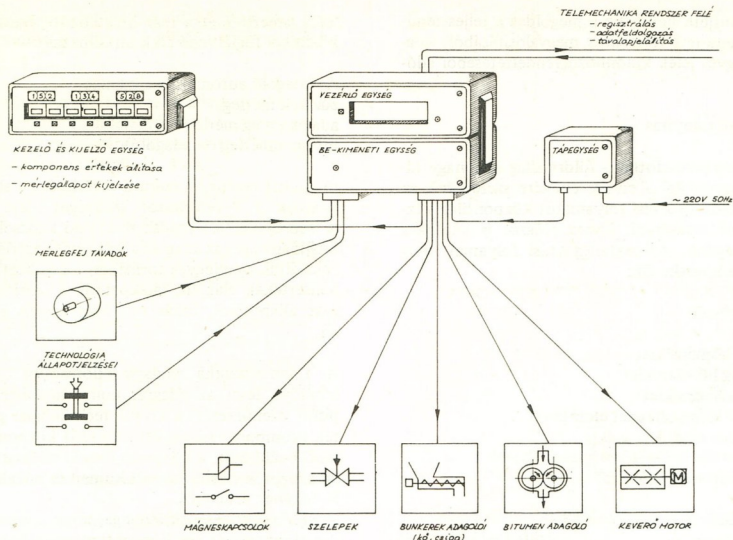 TELEMECHANIKA RENDSZER FELÉ
- regisztrálás
- adatfeldolgozás
- távalapjelállítás
1 5 2 1 3 4 5 2 8
VEZÉRLŐ EGYSÉG
BE-KIMENETI EGYSÉG
TÁPEGYSÉG
~ 220V 50Hz
KEZELŐ ÉS KIJELZŐ EGYSÉG
- komponens értékek állítása
- mérlegállapot kijelzése
MÉRLEGFEJ TÁVADÓK
TECHNOLÓGIA
ÁLLAPOTJELZÉSEI
M
MÁGNESKAPCSOLÓK
SZELEPEK
BUNKEREK ADAGOLÓI
(kő, csiga)
BITUMEN ADAGOLÓ
KEVERŐ MOTOR